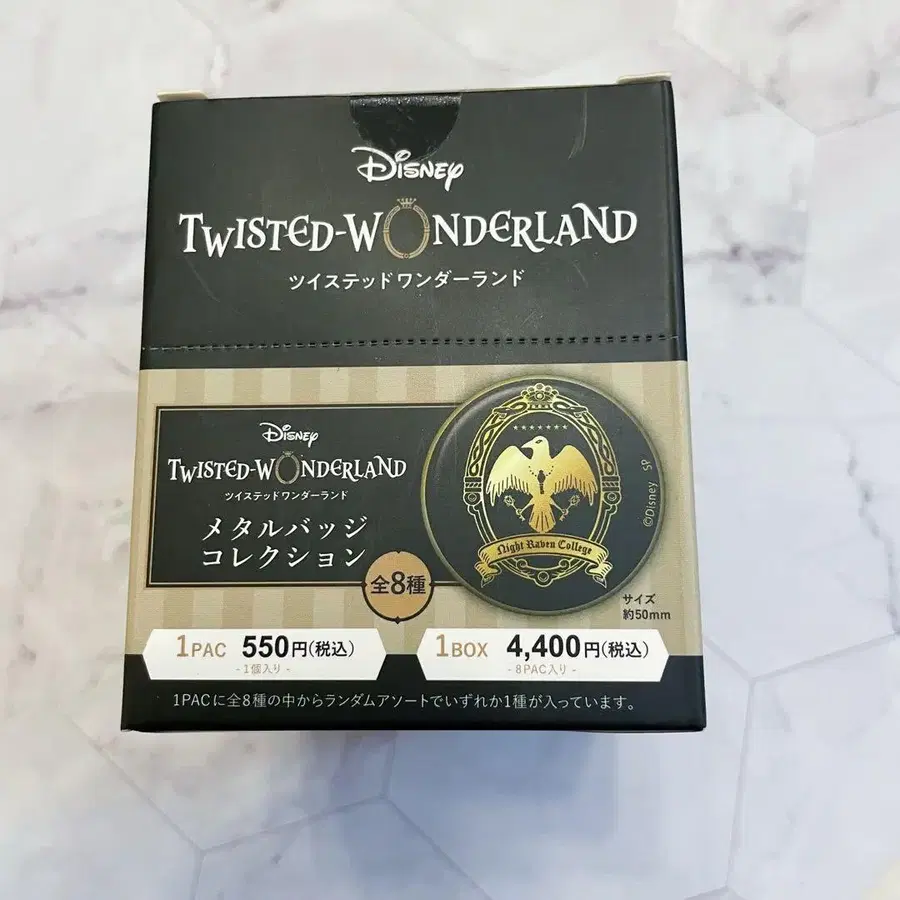 Disney
TWISTED-WONDERLAND
ツイステッドワンダーランド
Disney
TWISTED-WONDERLAND
ツイステッドワンダーランド
メタルバッジ
コレクション
全8種
Night Raven College
©Disney SP
サイズ
約50mm
1PAC 550円(税込)
-1個入り-
1BOX 4,400円(税込)
-8PAC入り-
1PACに全8種の中からランダムアソートでいずれか1種が入っています。